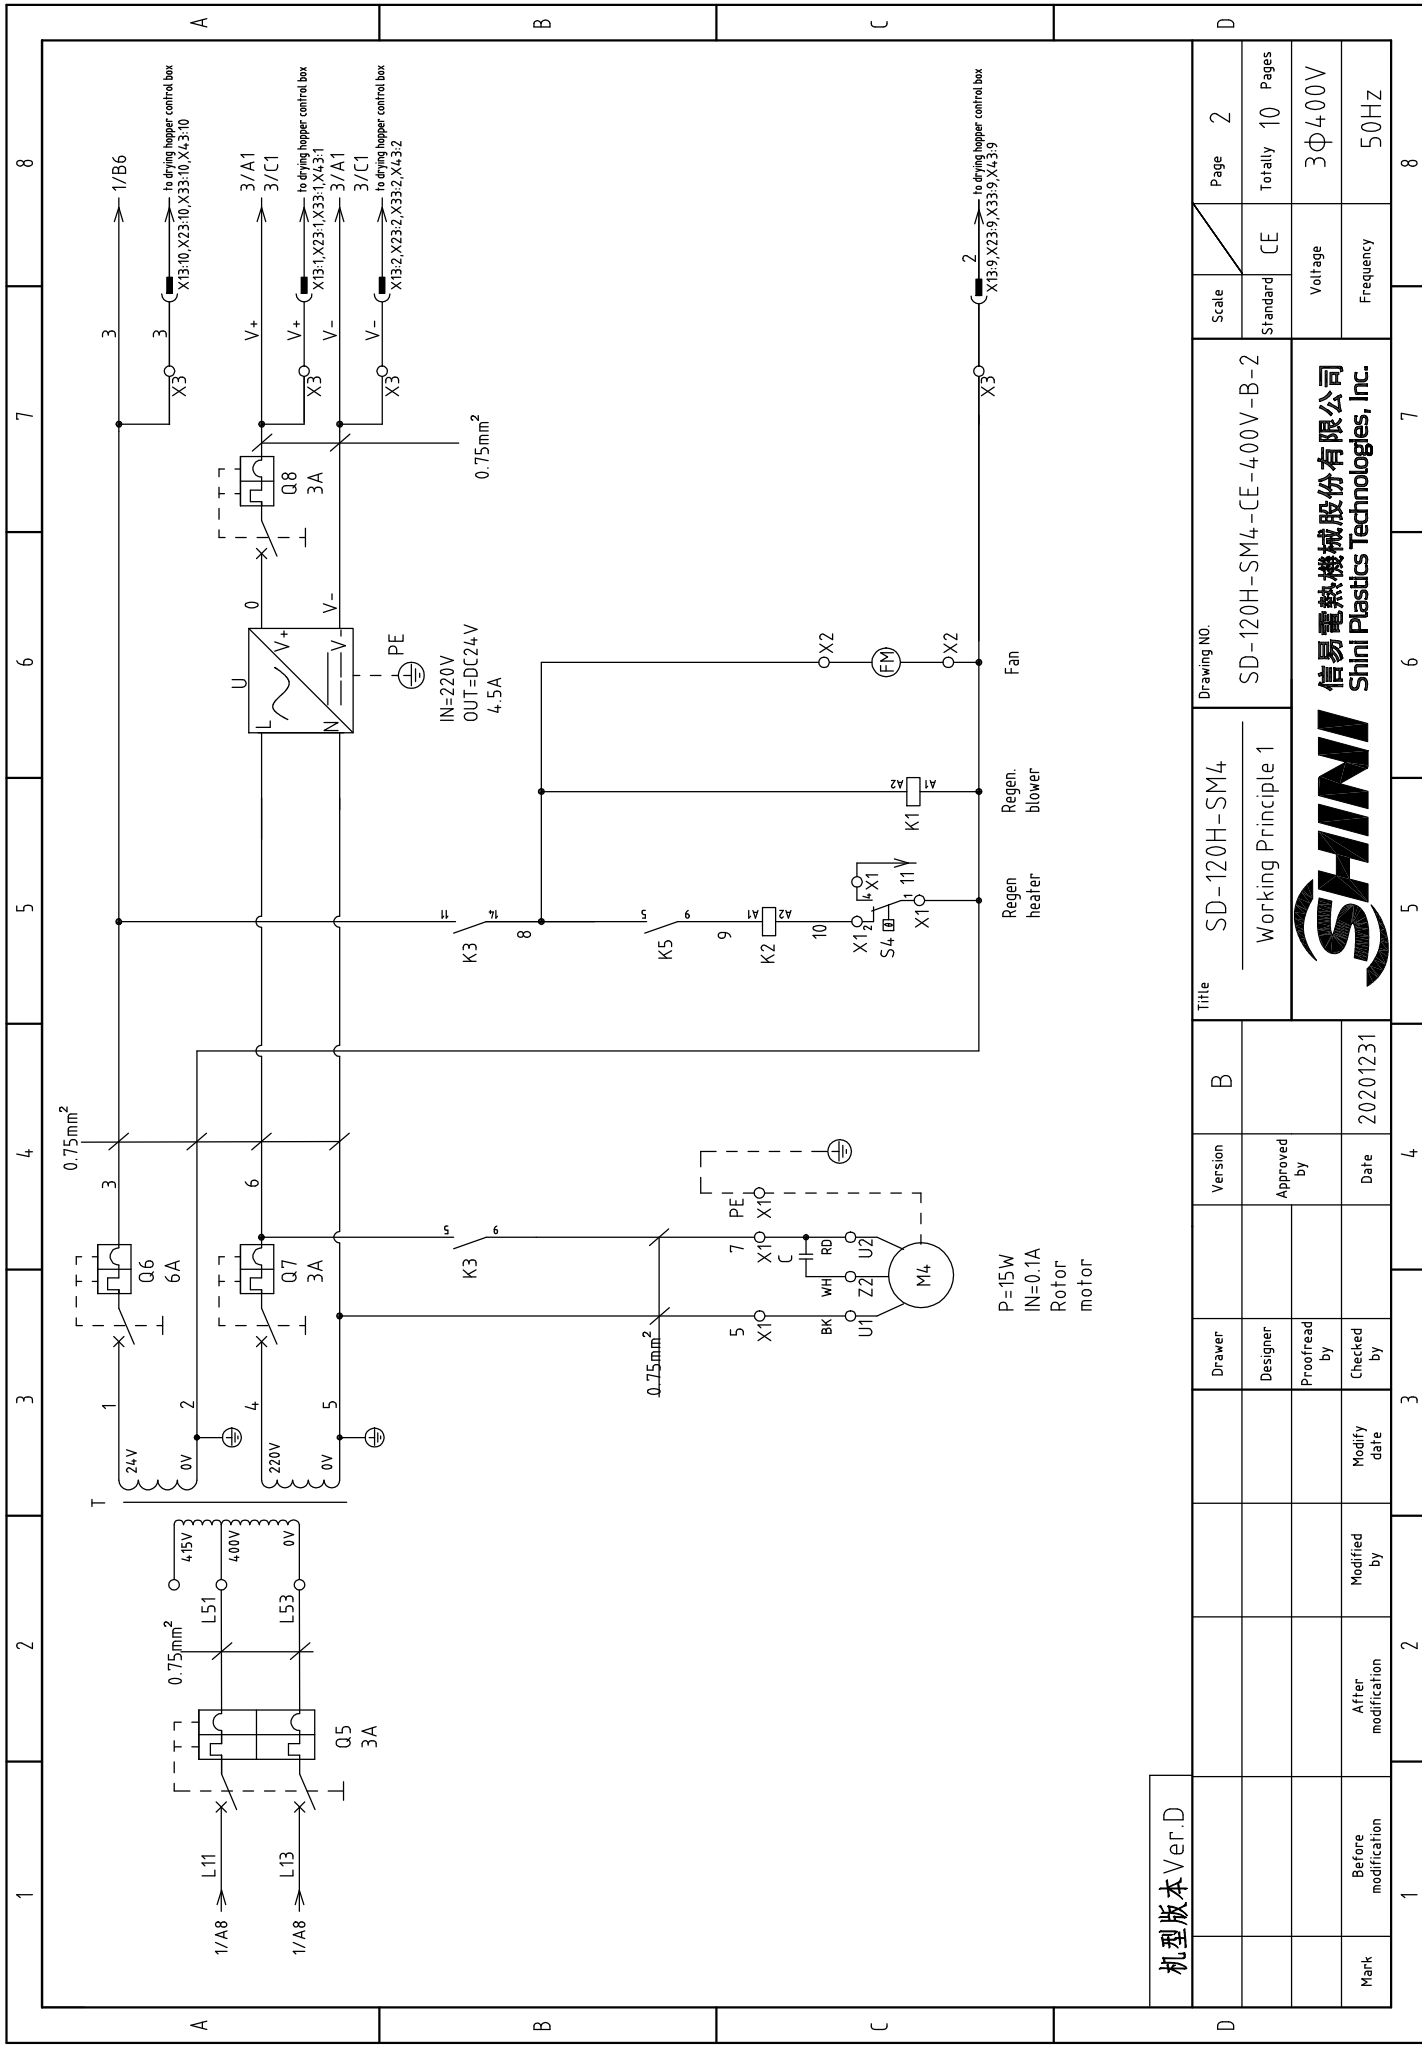 1
2
3
4
5
6
7
8
A
B
C
D
A
B
C
D
1
2
3
4
5
6
7
8
1/A8
L11
1/A8
L13
Q5
3A
0.75mm²
L51
L53
415V
400V
0V
T
24V
0V
220V
0V
1
2
4
5
Q6
6A
Q7
3A
3
6
0.75mm²
3
1/B6
3
X3
to drying hopper control box
X13:10,X23:10,X33:10,X43:10
U
L
N
V+
V-
0
V-
PE
IN=220V
OUT=DC24V
4.5A
Q8
3A
0.75mm²
V+
3/A1
3/C1
V+
X3
to drying hopper control box
X13:1,X23:1,X33:1,X43:1
V-
3/A1
3/C1
V-
X3
to drying hopper control box
X13:2,X23:2,X33:2,X43:2
K3
5
9
0.75mm²
5
7
PE
X1
X1
X1
C
BK
WH
RD
U1
Z2
U2
M4
P=15W
IN=0.1A
Rotor
motor
K3
11
14
8
K5
5
9
9
K2
A1
A2
10
X1
2
4
X1
11
S4
θ
1
X1
Regen
heater
K1
A2
A1
Regen.
blower
X2
FM
X2
Fan
X3
2
to drying hopper control box
X13:9,X23:9,X33:9,X43:9
机型版本Ver.D
Mark
Before
modification
After
modification
Modified
by
Modify
date
Drawer
Designer
Proofread
by
Checked
by
Version
B
Approved
by
Date
20201231
Title
SD-120H-SM4
Working Principle 1
Drawing NO.
SD-120H-SM4-CE-400V-B-2
SHINI
信易電熱機械股份有限公司
Shini Plastics Technologies, Inc.
Scale
Page
2
Standard
CE
Totally 10 Pages
Voltage
3Φ400V
Frequency
50Hz